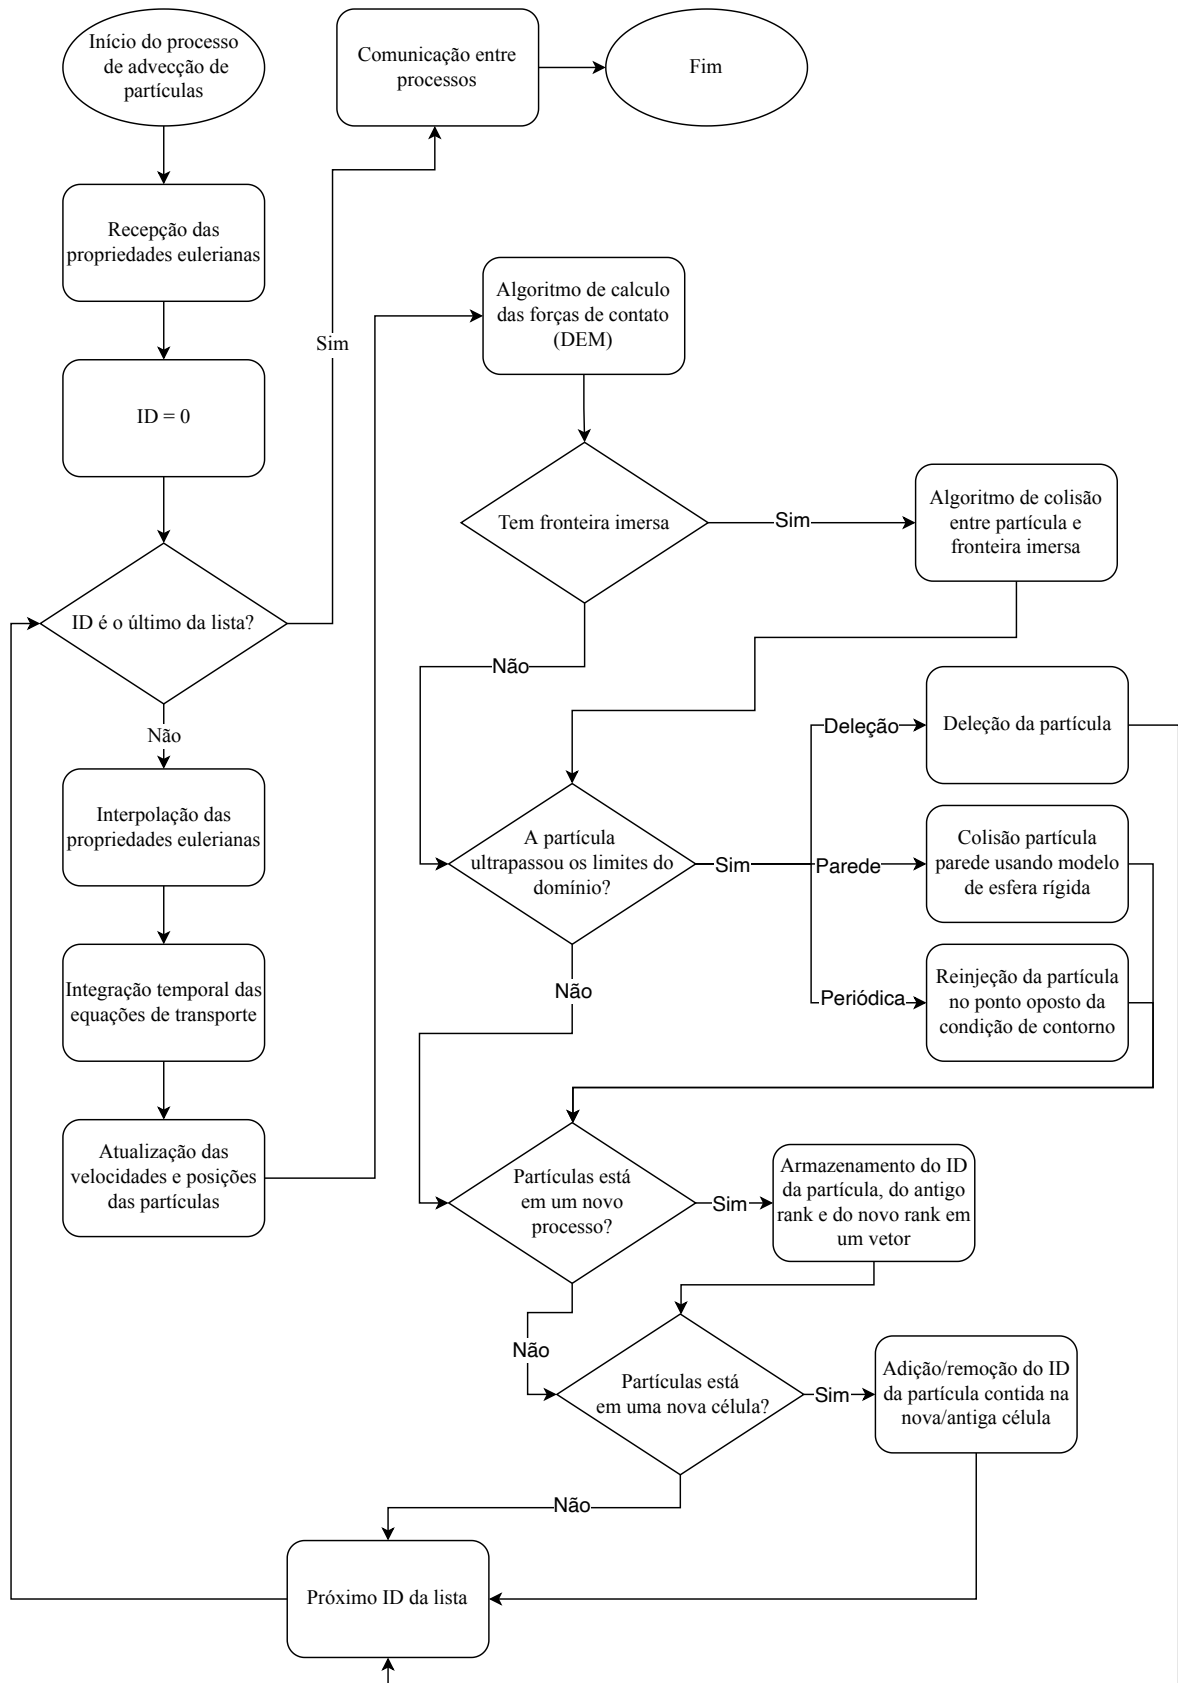 Início do processo
de advecção de
partículas
Comunicação entre
processos
Fim
Recepção das
propriedades eulerianas
ID = 0
Sim
ID é o último da lista?
Não
Interpolação das
propriedades eulerianas
Integração temporal das
equações de transporte
Atualização das
velocidades e posições
das partículas
Algoritmo de calculo
das forças de contato
(DEM)
Tem fronteira imersa
Sim
Algoritmo de colisão
entre partícula e
fronteira imersa
Não
A partícula
ultrapassou os limites do
domínio?
Sim
Deleção
Deleção da partícula
Parede
Colisão partícula
parede usando modelo
de esfera rígida
Periódica
Reinjeção da partícula
no ponto oposto da
condição de contorno
Não
Partículas está
em um novo
processo?
Sim
Armazenamento do ID
da partícula, do antigo
rank e do novo rank em
um vetor
Não
Partículas está
em uma nova célula?
Sim
Adição/remoção do ID
da partícula contida na
nova/antiga célula
Não
Próximo ID da lista